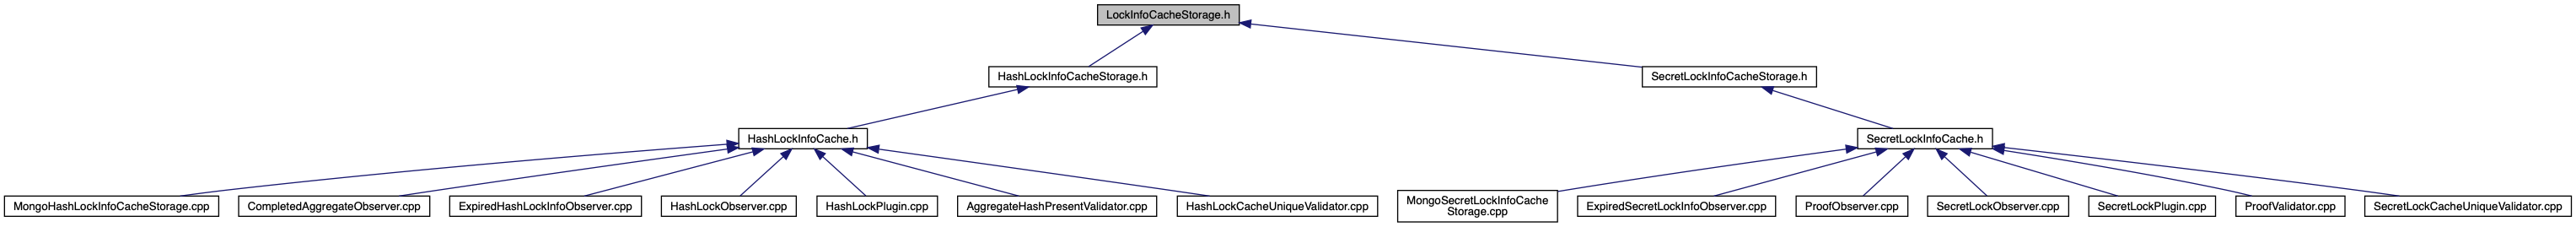 LockInfoCacheStorage.h
HashLockInfoCacheStorage.h
SecretLockInfoCacheStorage.h
HashLockInfoCache.h
SecretLockInfoCache.h
MongoHashLockInfoCacheStorage.cpp
CompletedAggregateObserver.cpp
ExpiredHashLockInfoObserver.cpp
HashLockObserver.cpp
HashLockPlugin.cpp
AggregateHashPresentValidator.cpp
HashLockCacheUniqueValidator.cpp
MongoSecretLockInfoCache
Storage.cpp
ExpiredSecretLockInfoObserver.cpp
ProofObserver.cpp
SecretLockObserver.cpp
SecretLockPlugin.cpp
ProofValidator.cpp
SecretLockCacheUniqueValidator.cpp